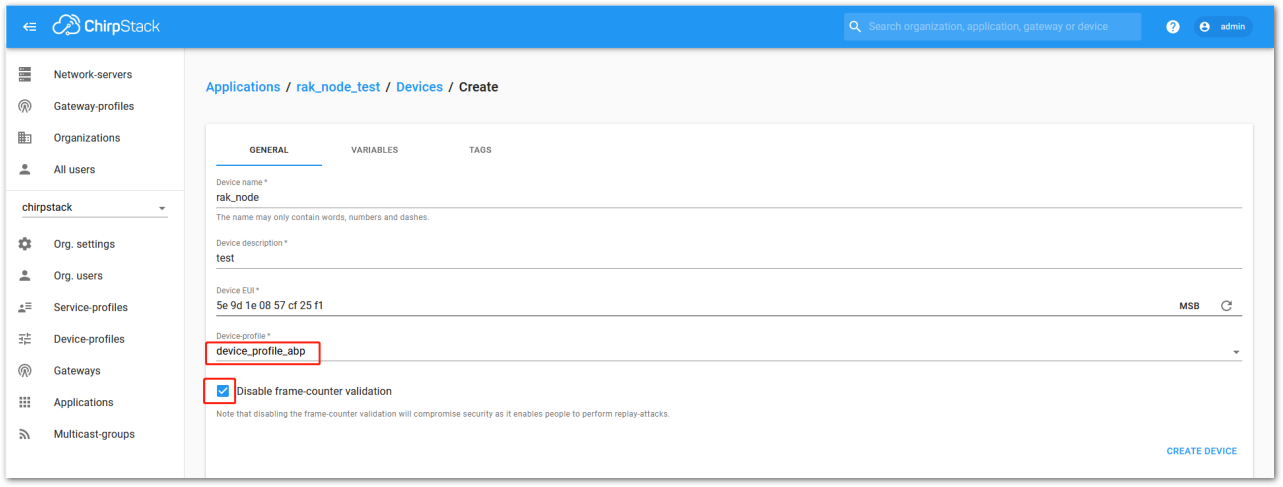 ChirpStack
Search organization, application, gateway or device
? admin
Network-servers
Gateway-profiles
Organizations
All users
chirpstack
Org. settings
Org. users
Service-profiles
Device-profiles
Gateways
Applications
Multicast-groups
Applications / rak_node_test / Devices / Create
GENERAL VARIABLES TAGS
Device name *
rak_node
The name may only contain words, numbers and dashes.
Device description *
test
Device EUI *
5e 9d 1e 08 57 cf 25 f1 MSB
Device-profile *
device_profile_abp
Disable frame-counter validation
Note that disabling the frame-counter validation will compromise security as it enables people to perform replay-attacks.
CREATE DEVICE